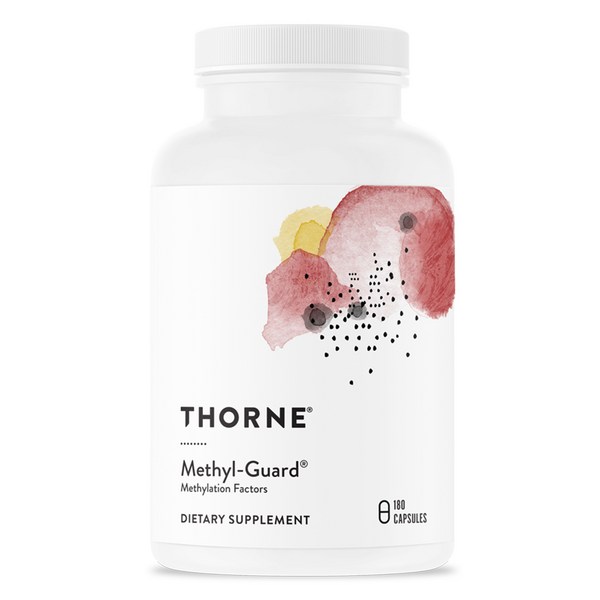 THORNE®
Methyl-Guard®
Methylation Factors
DIETARY SUPPLEMENT
180
CAPSULES